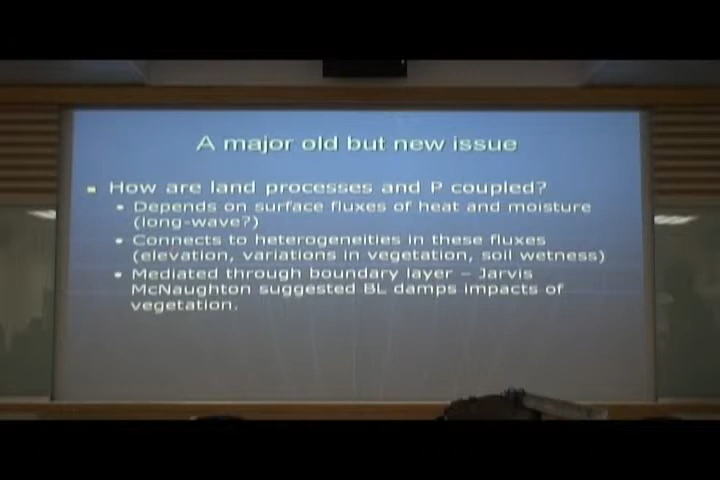 A major old but new issue
How are land processes and P coupled?
Depends on surface fluxes of heat and moisture
(long-wave?)
Connects to heterogeneities in these fluxes
(elevation, variations in vegetation, soil wetness)
Mediated through boundary layer – Jarvis
McNaughton suggested BL damps impacts of
vegetation.